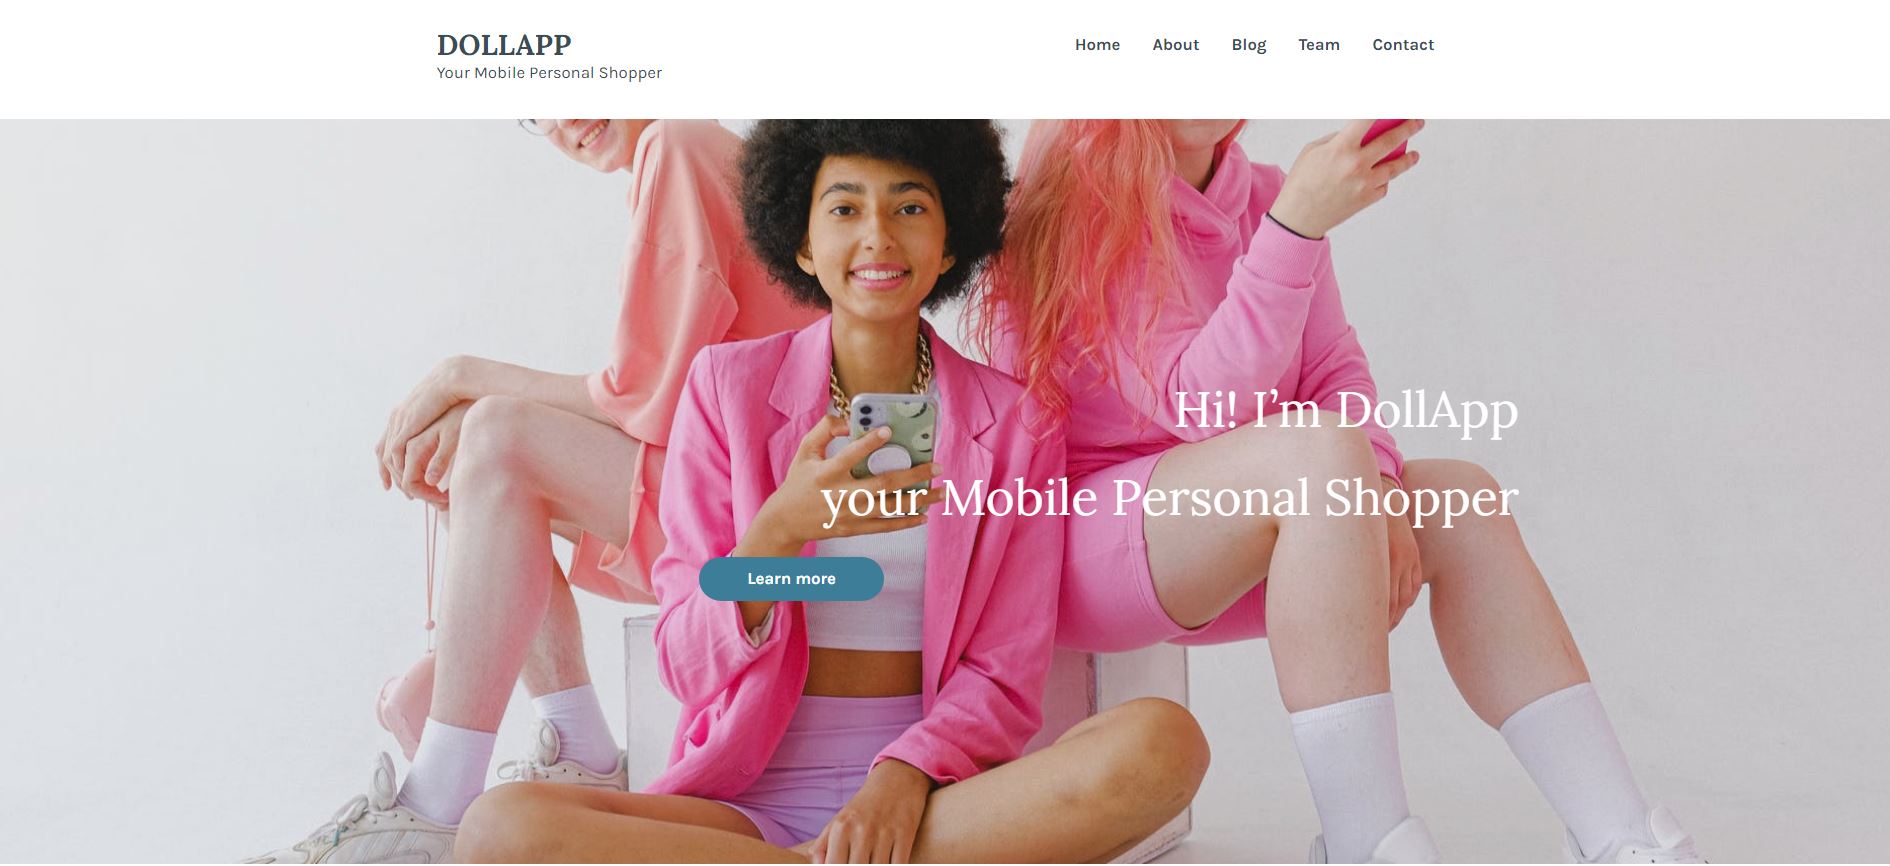 DOLLAPP
Your Mobile Personal Shopper
Home About Blog Team Contact
Hi! I’m DollApp
your Mobile Personal Shopper
Learn more